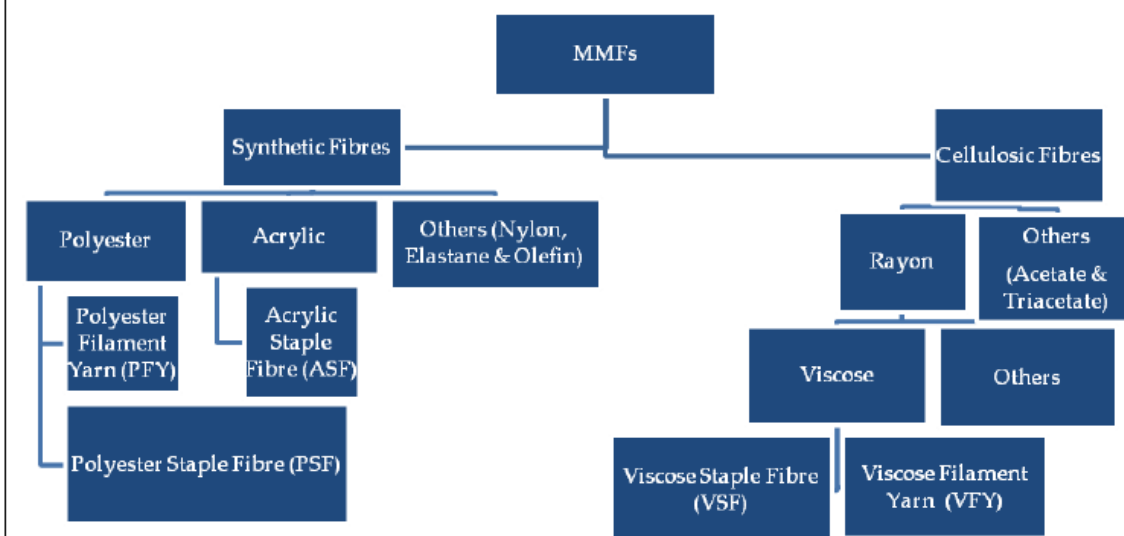 MMFs
Synthetic Fibres
Cellulosic Fibres
Polyester
Acrylic
Others (Nylon,
Elastane & Olefin)
Rayon
Others
(Acetate &
Triacetate)
Polyester
Filament
Yarn (PFY)
Acrylic
Staple
Fibre (ASF)
Viscose
Others
Polyester Staple Fibre (PSF)
Viscose Staple Fibre
(VSF)
Viscose Filament
Yarn (VFY)